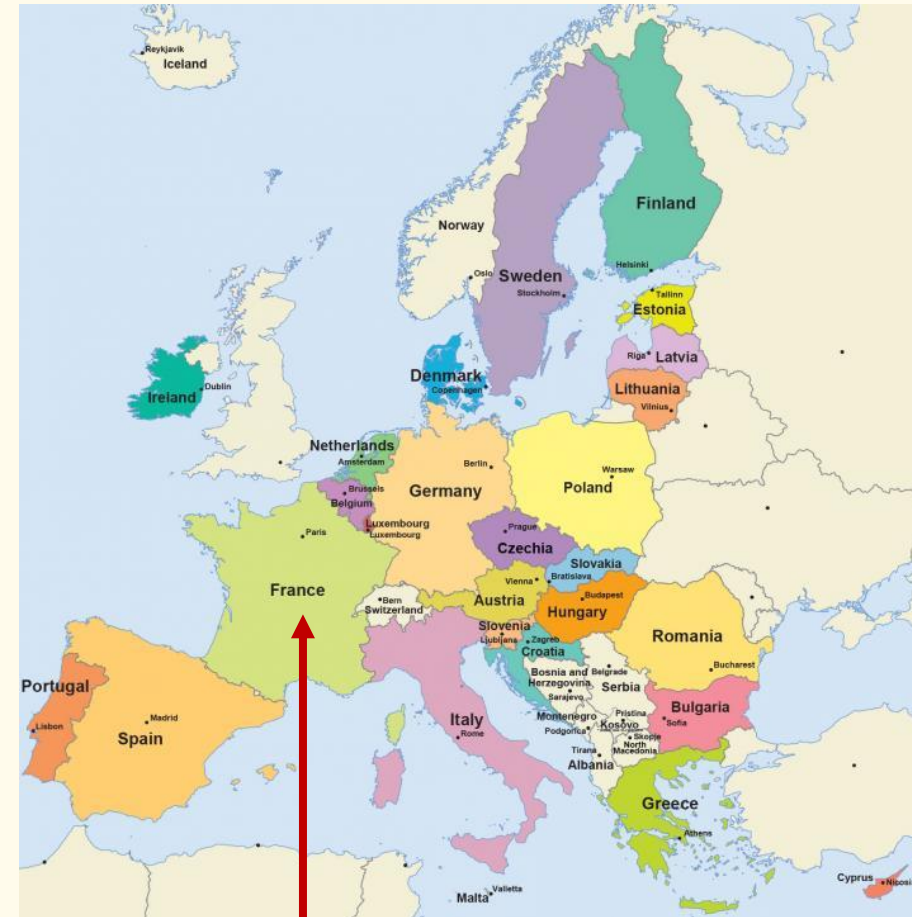 Reykjavik
Iceland
Norway
Finland
Oslo
Helsinki
Sweden
Stockholm
Tallinn
Estonia
Riga
Latvia
Denmark
Copenhagen
Lithuania
Vilnius
Dublin
Ireland
Netherlands
Amsterdam
Berlin
Warsaw
Brussels
Belgium
Germany
Poland
Luxembourg
Luxembourg
Paris
Prague
Czechia
Slovakia
Vienna
Bratislava
France
Bern
Switzerland
Austria
Budapest
Hungary
Slovenia
Ljubljana
Zagreb
Croatia
Romania
Bucharest
Bosnia and
Herzegovina
Sarajevo
Belgrade
Serbia
Portugal
Lisbon
Madrid
Spain
Italy
Rome
Montenegro
Podgorica
Pristina
Kosovo
Sofia
Bulgaria
Skopje
North
Macedonia
Tirana
Albania
Greece
Athens
Valletta
Malta
Cyprus
Nicosi